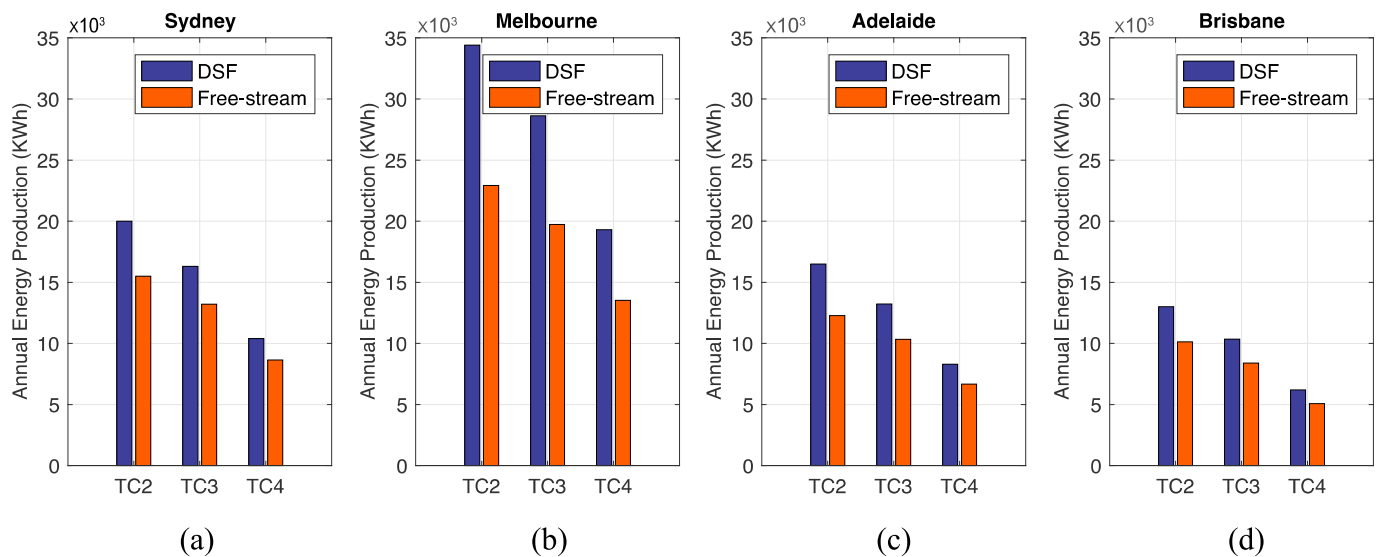 x10³ Sydney
Annual Energy Production (KWh)
35
30
25
20
15
10
5
0
DSF
Free-stream
TC2 TC3 TC4
(a)
x10³ Melbourne
Annual Energy Production (KWh)
35
30
25
20
15
10
5
0
DSF
Free-stream
TC2 TC3 TC4
(b)
x10³ Adelaide
Annual Energy Production (KWh)
35
30
25
20
15
10
5
0
DSF
Free-stream
TC2 TC3 TC4
(c)
x10³ Brisbane
Annual Energy Production (KWh)
35
30
25
20
15
10
5
0
DSF
Free-stream
TC2 TC3 TC4
(d)